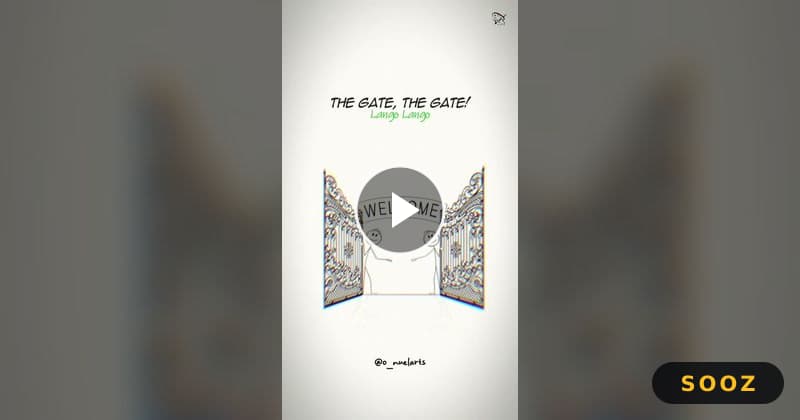 THE GATE, THE GATE!
Lango Lango
WELCOME
@o_nuelarts
SOOZ